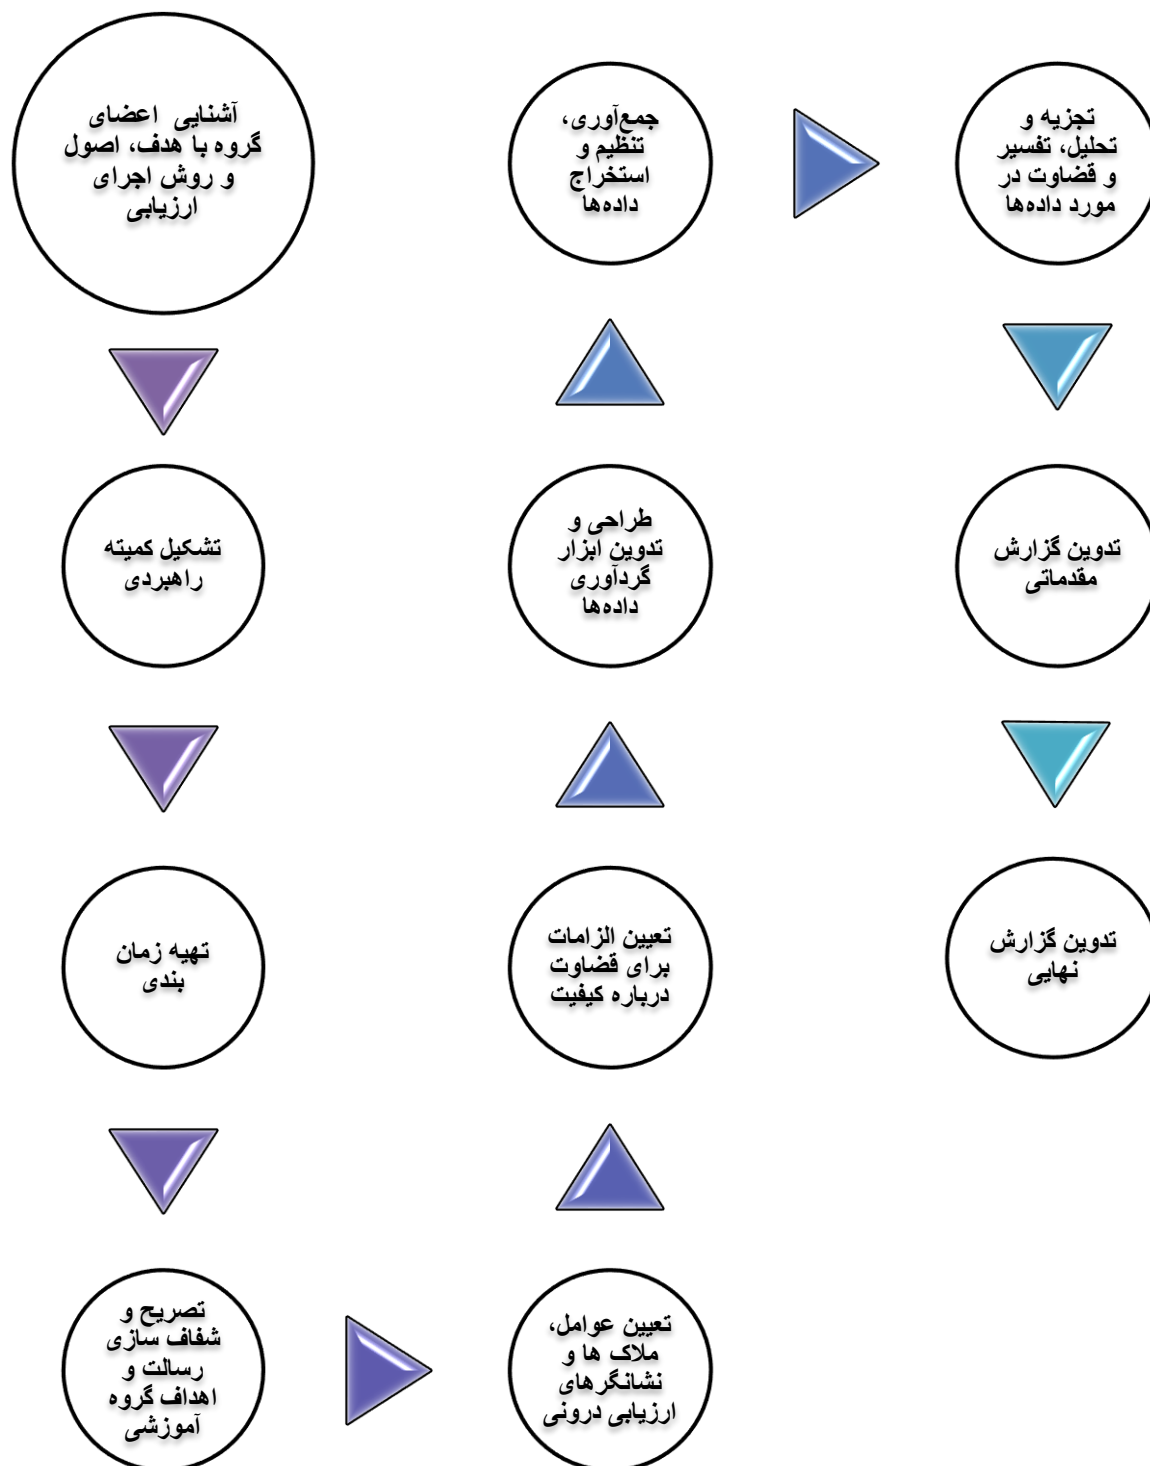 آشنایی اعضای
گروه با هدف، اصول
و روش اجرای
ارزیابی
تشکیل کمیته
راهبردی
تهیه زمان
بندی
تصریح و
شفاف سازی
رسالت و
اهداف گروه
آموزشی
تعیین عوامل،
ملاک ها و
نشانگرهای
ارزیابی درونی
تعیین الزامات
برای قضاوت
درباره کیفیت
طراحی و
تدوین ابزار
گردآوری
داده‌ها
جمع‌آوری،
تنظیم و
استخراج
داده‌ها
تجزیه و
تحلیل، تفسیر
و قضاوت در
مورد داده‌ها
تدوین گزارش
مقدماتی
تدوین گزارش
نهایی